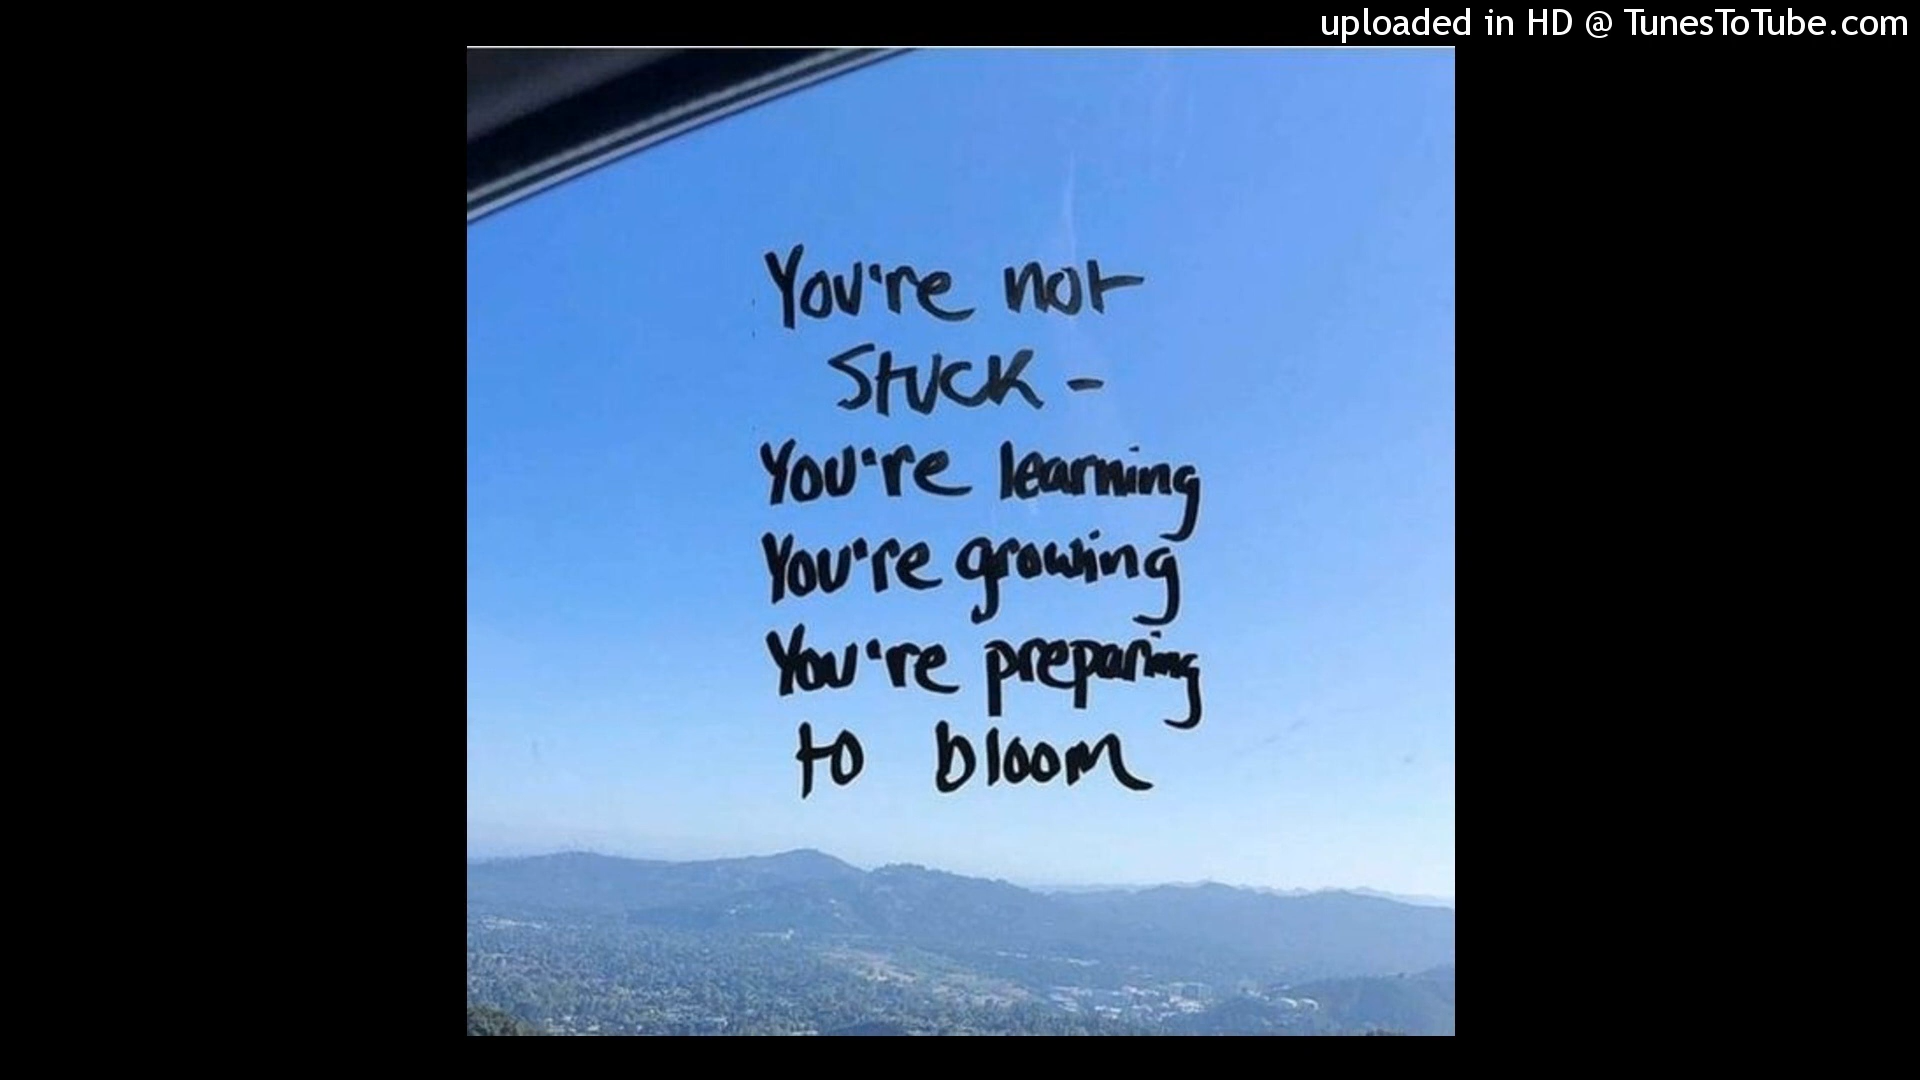 uploaded in HD @ TunesToTube.com
You're not
Stuck -
You're learning
You're growing
You're preparing
to bloom